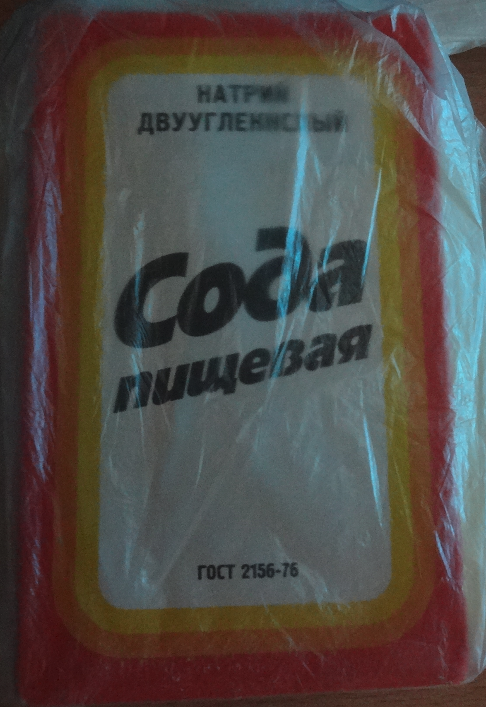 НАТРИЙ
ДВУУГЛЕКИСЛЫЙ
Сода
пищевая
ГОСТ 2156-76